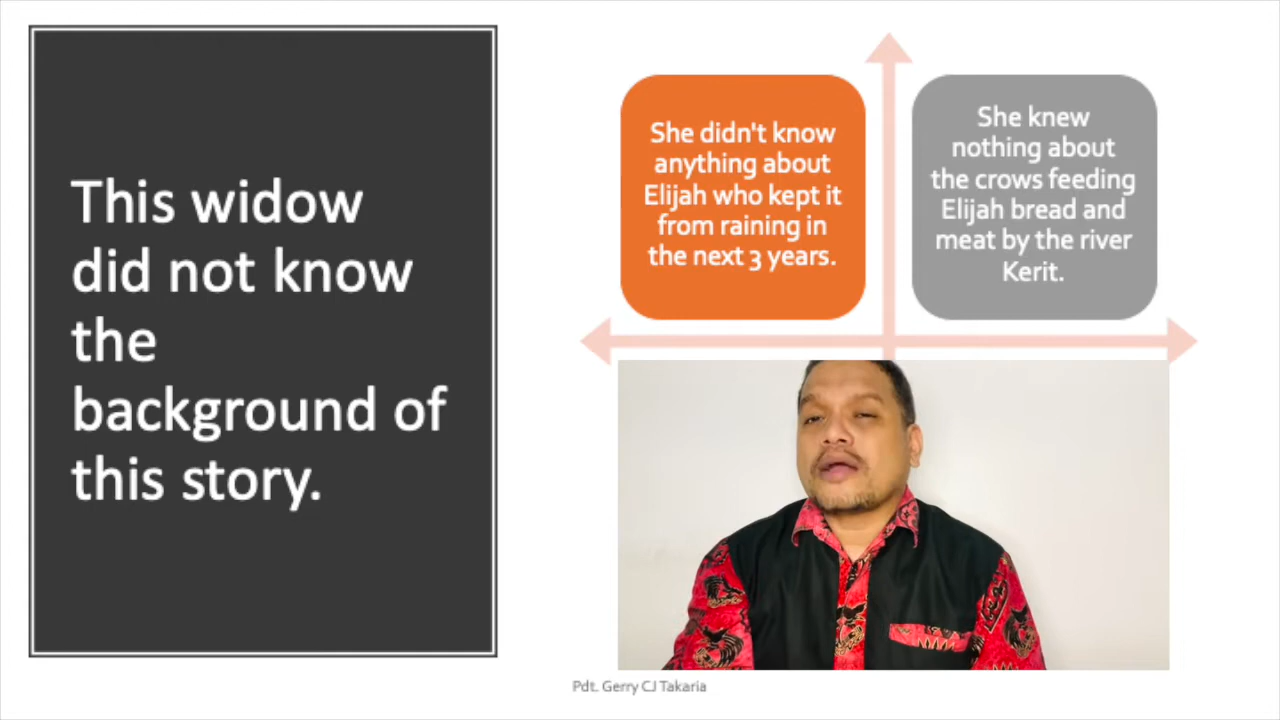 This widow
did not know
the
background of
this story.
She didn't know
anything about
Elijah who kept it
from raining in
the next 3 years.
She knew
nothing about
the crows feeding
Elijah bread and
meat by the river
Kerit.
Pdt. Gerry CJ Takaria